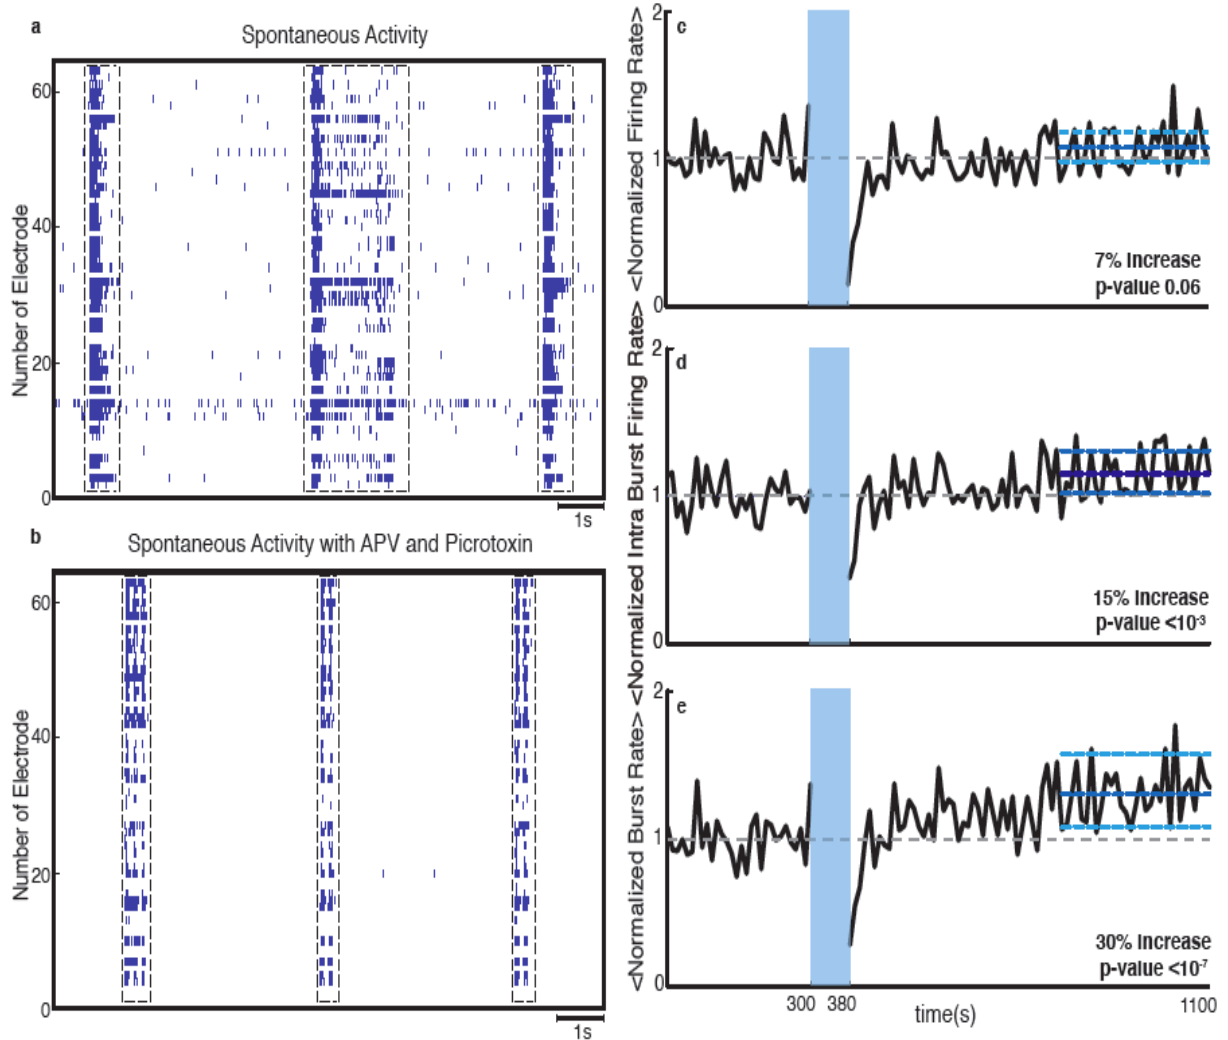 a
Spontaneous Activity
60
40
20
0
Number of Electrode
1s
b
Spontaneous Activity with APV and Picrotoxin
60
40
20
0
Number of Electrode
1s
c
2
1
0
<Normalized Firing Rate>
7% Increase
p-value 0.06
d
2
1
0
<Normalized Intra Burst Firing Rate>
15% Increase
p-value <10-3
e
2
1
0
<Normalized Burst Rate>
30% Increase
p-value <10-7
300 380 1100
time(s)